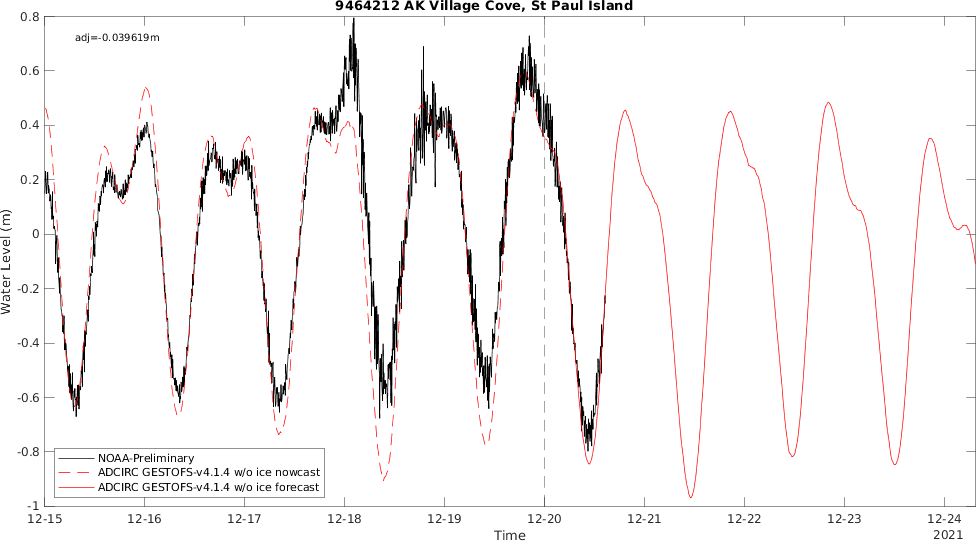 9464212 AK Village Cove, St Paul Island
adj=-0.039619m
0.8
0.6
0.4
0.2
0
-0.2
-0.4
-0.6
-0.8
-1
Water Level (m)
NOAA-Preliminary
ADCIRC GESTOFS-v4.1.4 w/o ice nowcast
ADCIRC GESTOFS-v4.1.4 w/o ice forecast
12-15 12-16 12-17 12-18 12-19 12-20 12-21 12-22 12-23 12-24
2021
Time